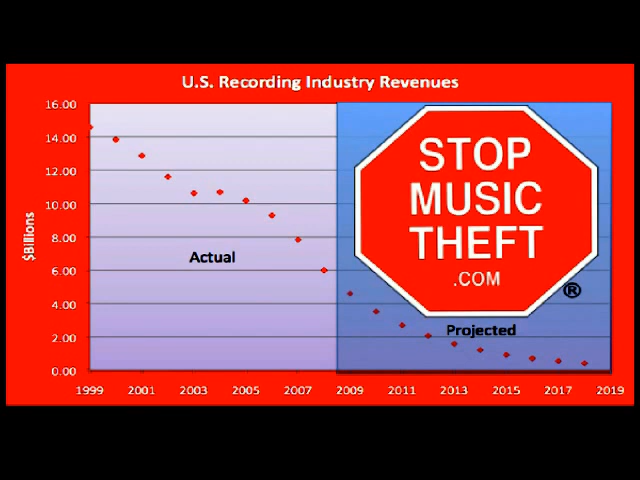 U.S. Recording Industry Revenues
16.00
14.00
12.00
10.00
8.00
6.00
4.00
2.00
0.00
$Billions
Actual
STOP
MUSIC
THEFT
.COM
®
Projected
1999 2001 2003 2005 2007 2009 2011 2013 2015 2017 2019